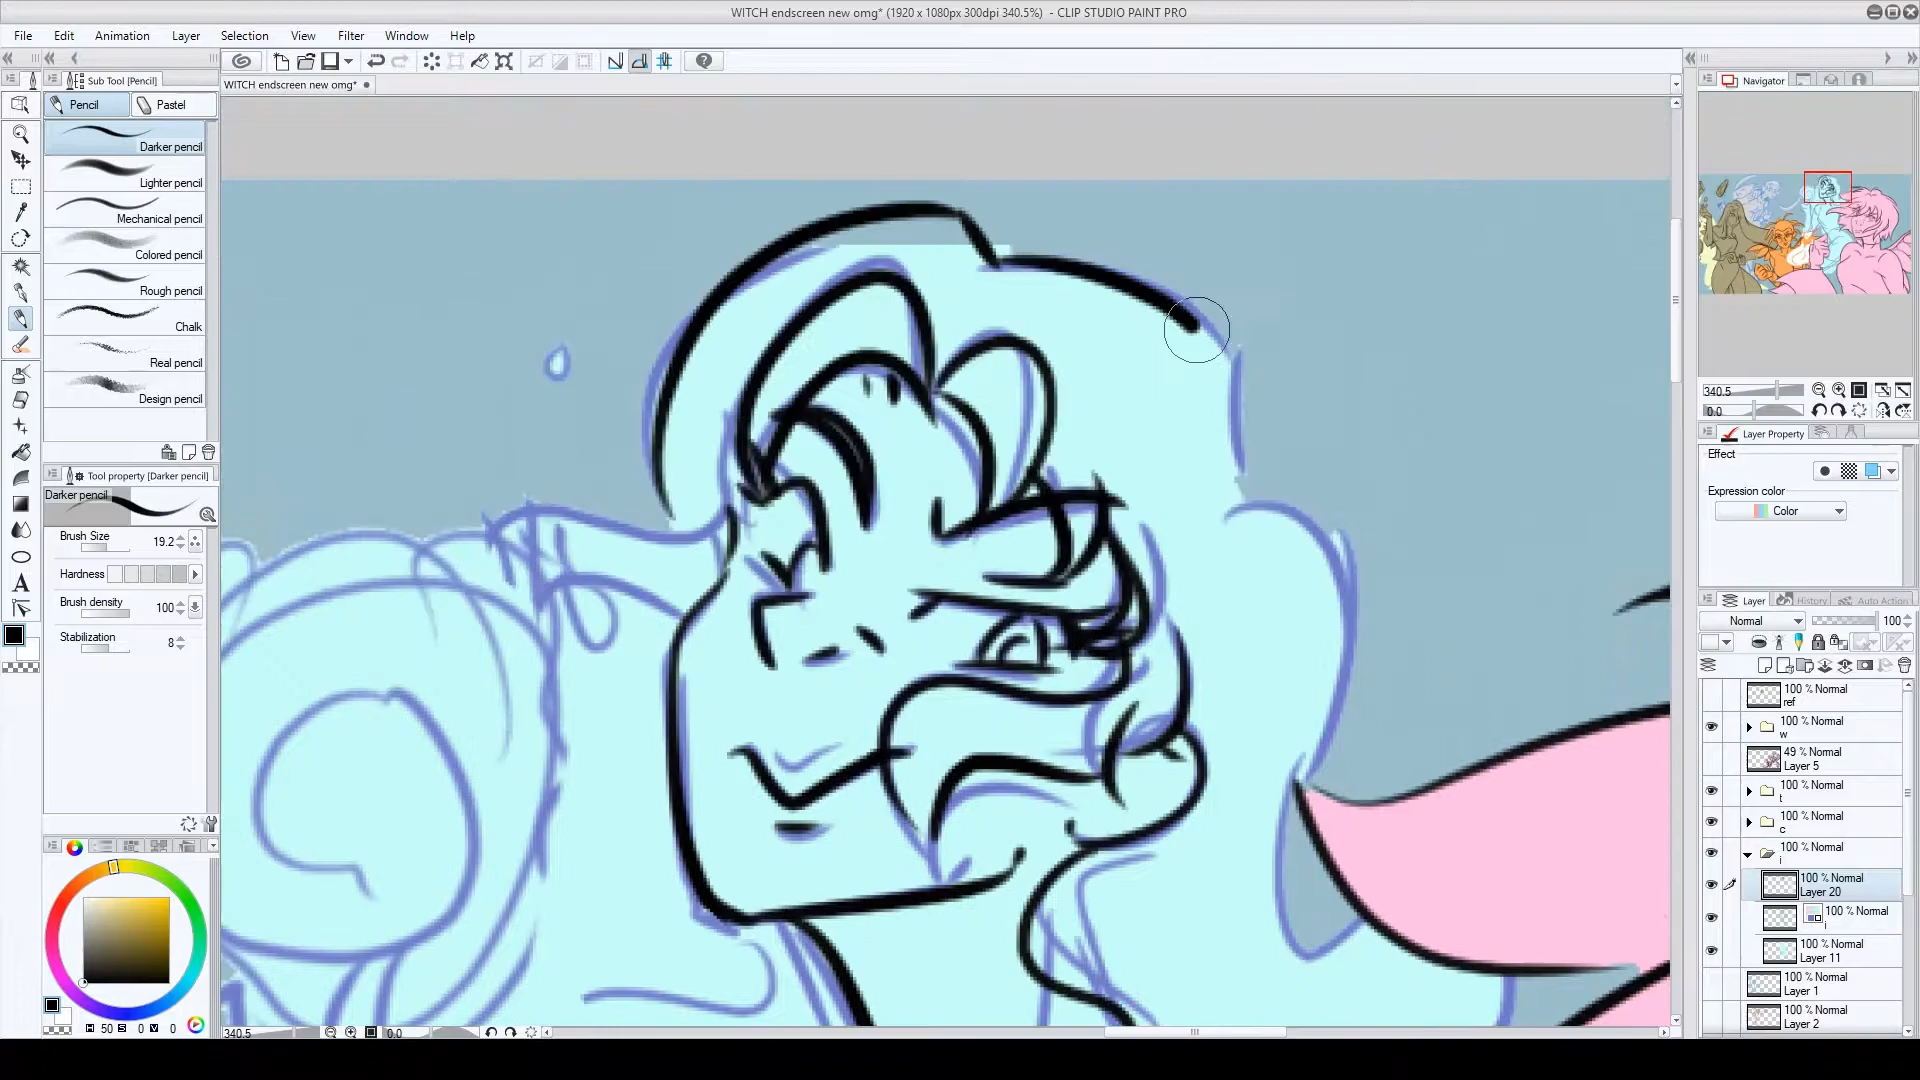 WITCH endscreen new omg* (1920 x 1080px 300dpi 340.5%) - CLIP STUDIO PAINT PRO
File Edit Animation Layer Selection View Filter Window Help
Sub Tool [Pencil]
WITCH endscreen new omg*
Navigator
Pencil Pastel
Darker pencil
Lighter pencil
Mechanical pencil
Colored pencil
Rough pencil
Chalk
Real pencil
Design pencil
Tool property [Darker pencil]
Darker pencil
Brush Size 19.2
Hardness
Brush density 100
Stabilization 8
H 50 S 0 V 0
340.5 0.0
340.5
0.0
Layer Property
Effect
Expression color
Color
Layer History Auto Action
Normal 100
100 % Normal
ref
100 % Normal
w
49 % Normal
Layer 5
100 % Normal
t
100 % Normal
c
100 % Normal
i
100 % Normal
Layer 20
100 % Normal
i
100 % Normal
Layer 11
100 % Normal
Layer 1
100 % Normal
Layer 2